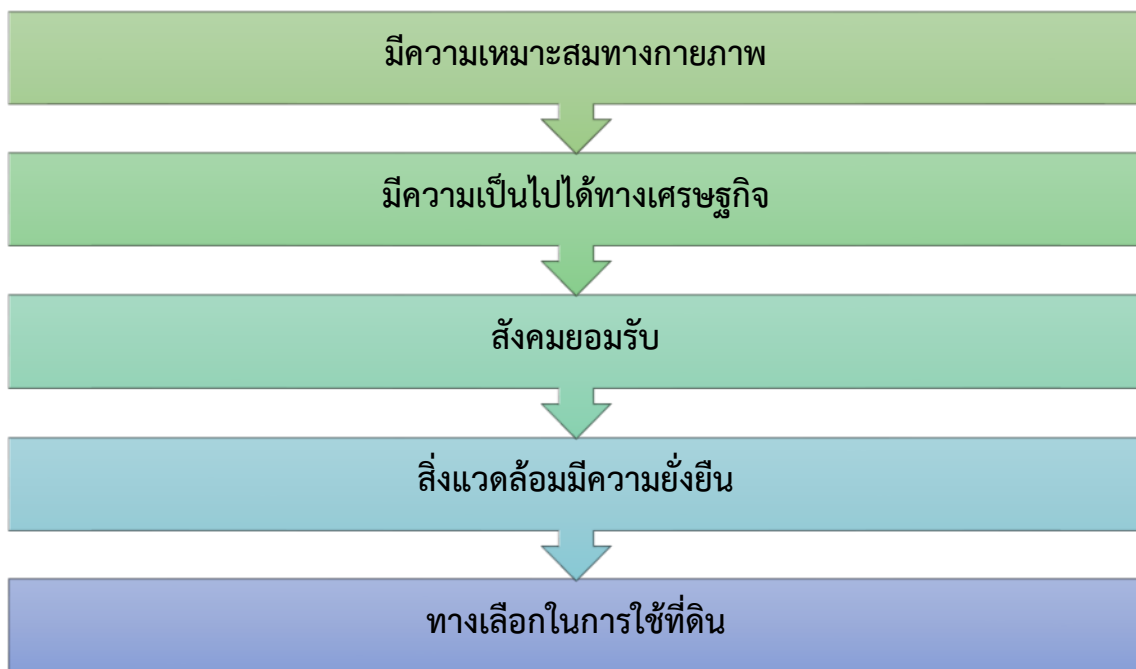 มีความเหมาะสมทางกายภาพ
มีความเป็นไปได้ทางเศรษฐกิจ
สังคมยอมรับ
สิ่งแวดล้อมมีความยั่งยืน
ทางเลือกในการใช้ที่ดิน